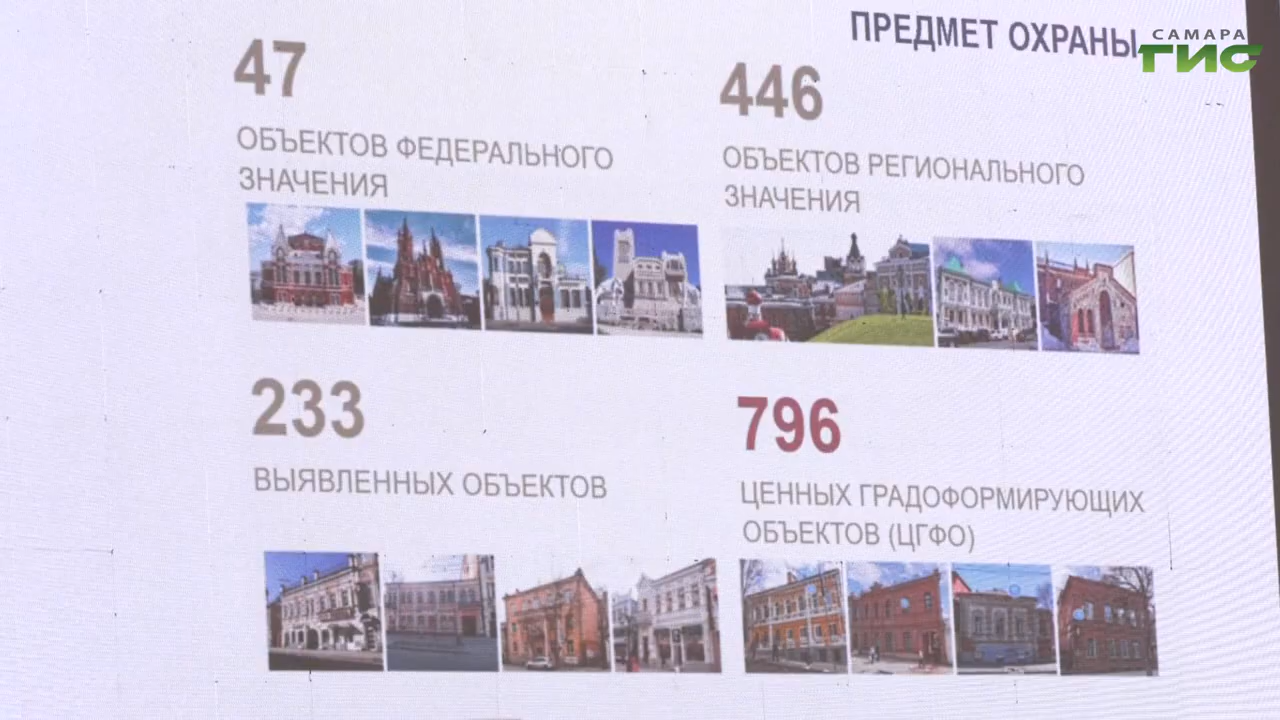 ПРЕДМЕТ ОХРАНЫ
САМАРА
ГИС
47
ОБЪЕКТОВ ФЕДЕРАЛЬНОГО
ЗНАЧЕНИЯ
446
ОБЪЕКТОВ РЕГИОНАЛЬНОГО
ЗНАЧЕНИЯ
233
ВЫЯВЛЕННЫХ ОБЪЕКТОВ
796
ЦЕННЫХ ГРАДОФОРМИРУЮЩИХ
ОБЪЕКТОВ (ЦГФО)